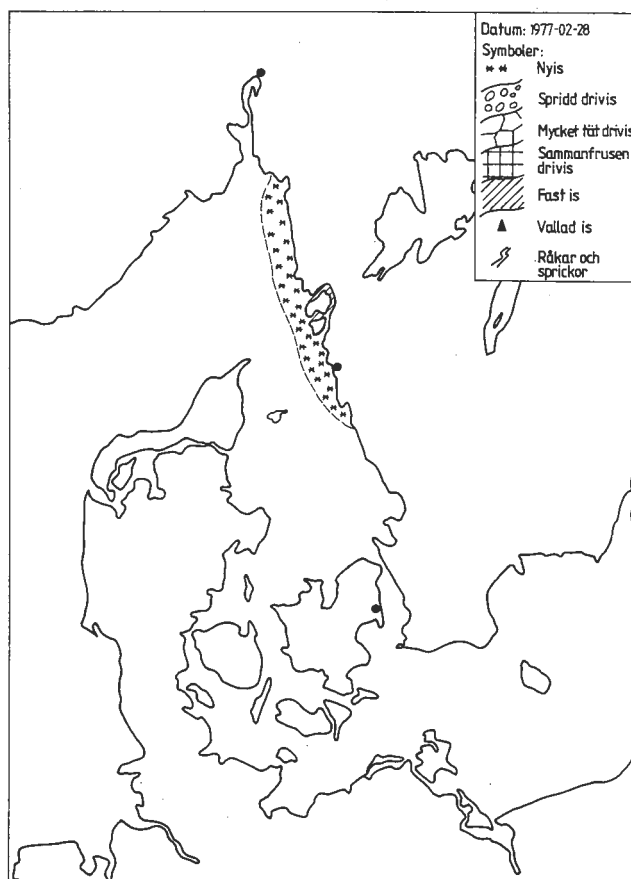 Datum: 1977-02-28
Symboler:
Nyis
Spridd drivis
Mycket tät drivis
Sammanfrusen
drivis
Fast is
Vallad is
Råkar och
sprickor